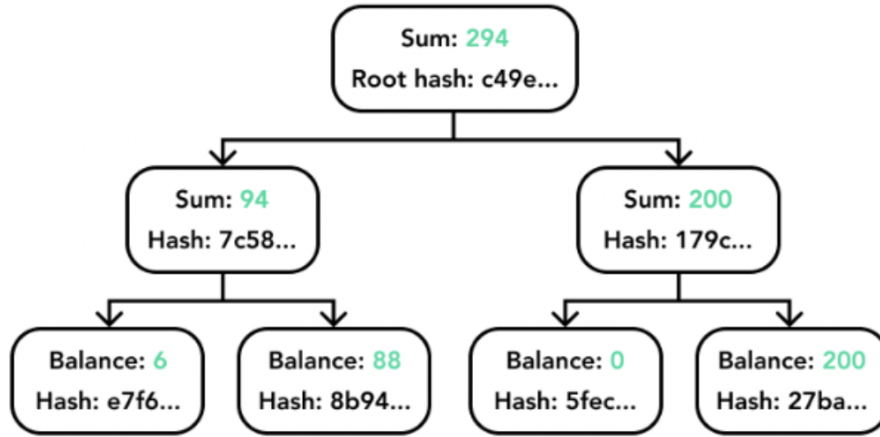 Sum: 294
Root hash: c49e...
Sum: 94
Hash: 7c58...
Sum: 200
Hash: 179c...
Balance: 6
Hash: e7f6...
Balance: 88
Hash: 8b94...
Balance: 0
Hash: 5fec...
Balance: 200
Hash: 27ba...